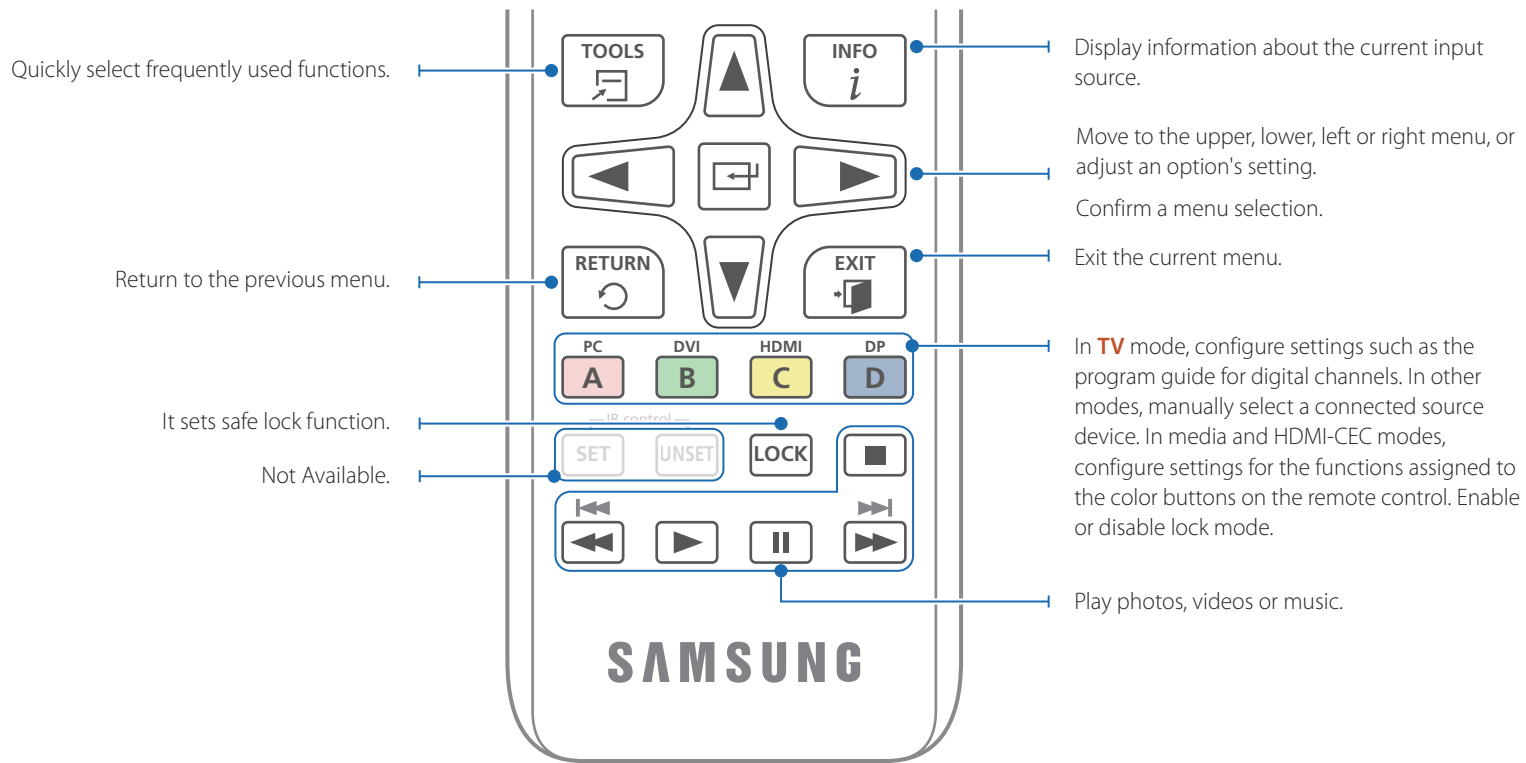 TOOLS
INFO
i
Quickly select frequently used functions.
Display information about the current input
source.
Move to the upper, lower, left or right menu, or
adjust an option's setting.
Confirm a menu selection.
RETURN
EXIT
Return to the previous menu.
Exit the current menu.
PC DVI HDMI DP
A B C D
In TV mode, configure settings such as the
program guide for digital channels. In other
modes, manually select a connected source
device. In media and HDMI-CEC modes,
configure settings for the functions assigned to
the color buttons on the remote control. Enable
or disable lock mode.
It sets safe lock function.
IR control
SET UNSET LOCK
Not Available.
Play photos, videos or music.
SAMSUNG